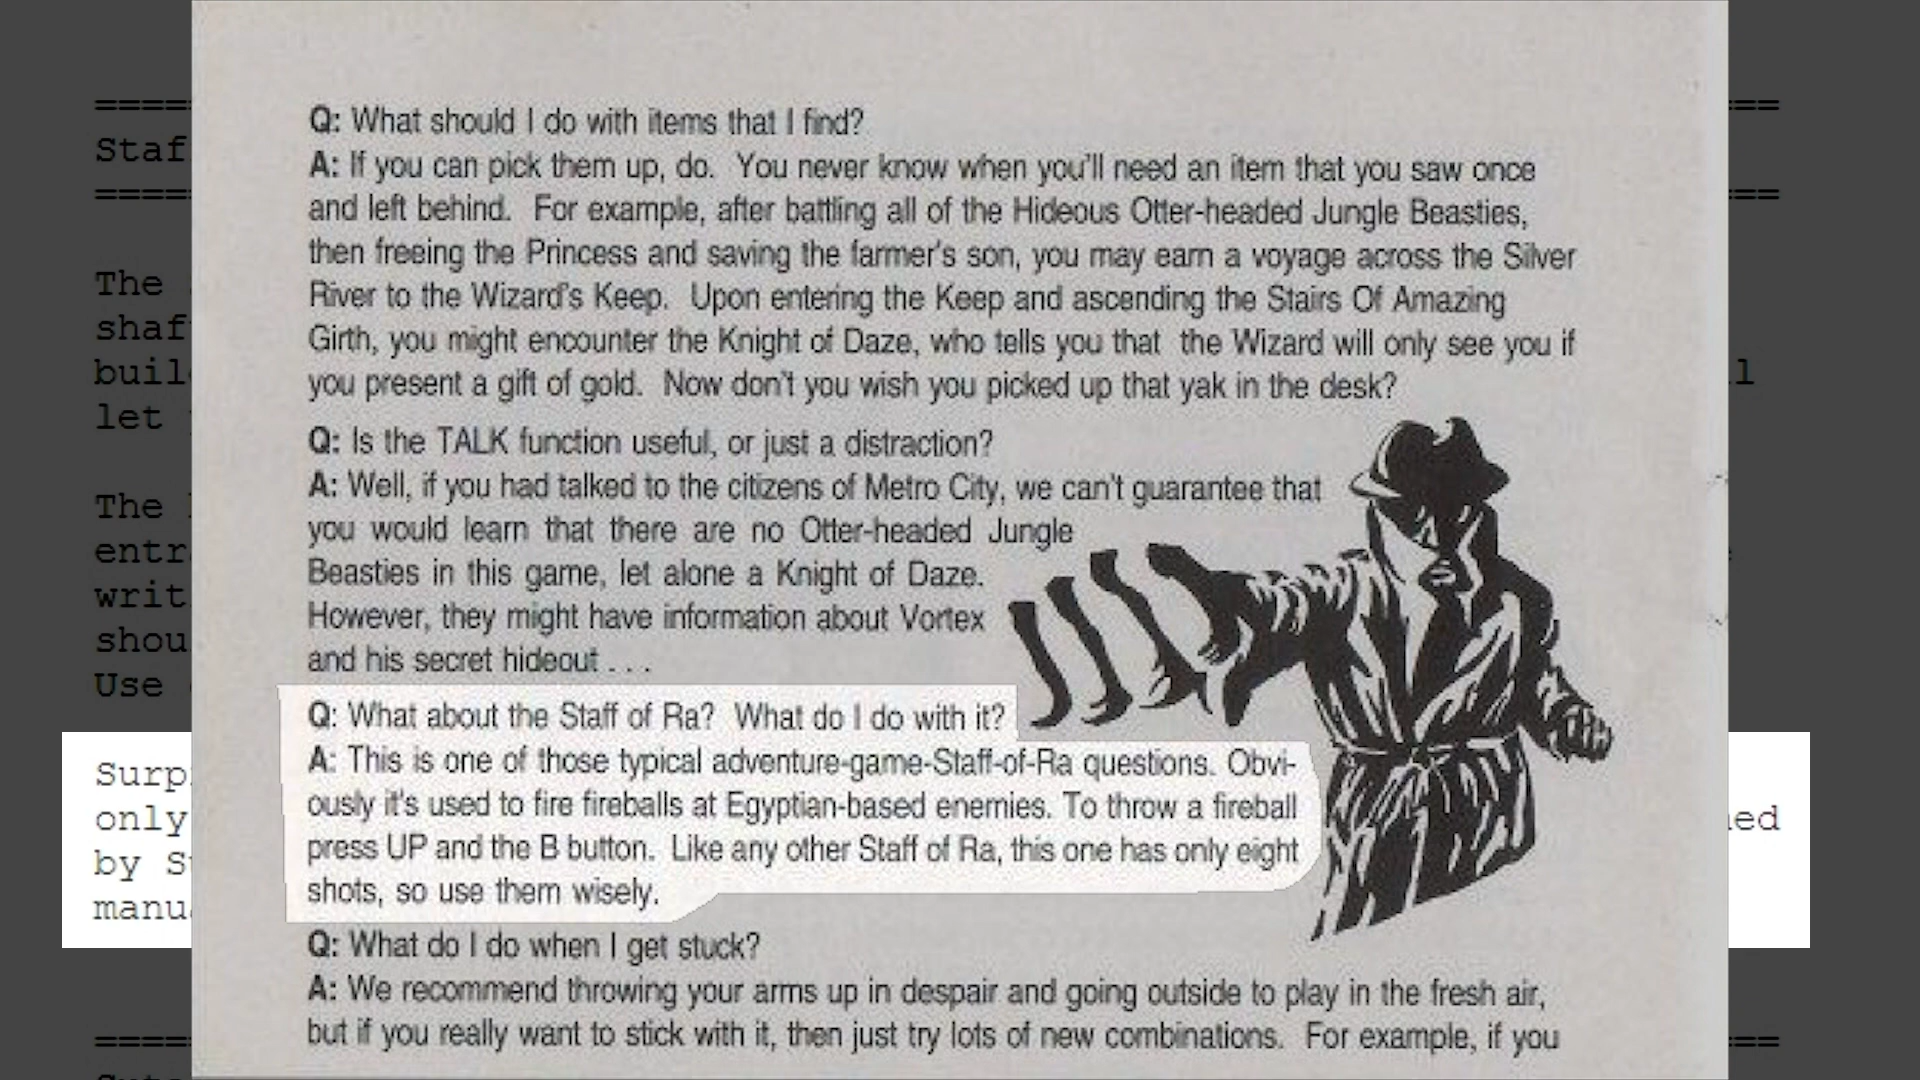 Q: What should I do with items that I find?
A: If you can pick them up, do. You never know when you'll need an item that you saw once
and left behind. For example, after battling all of the Hideous Otter-headed Jungle Beasties,
then freeing the Princess and saving the farmer's son, you may earn a voyage across the Silver
River to the Wizard's Keep. Upon entering the Keep and ascending the Stairs Of Amazing
Girth, you might encounter the Knight of Daze, who tells you that the Wizard will only see you if
you present a gift of gold. Now don't you wish you picked up that yak in the desk?
Q: Is the TALK function useful, or just a distraction?
A: Well, if you had talked to the citizens of Metro City, we can't guarantee that
you would learn that there are no Otter-headed Jungle
Beasties in this game, let alone a Knight of Daze.
However, they might have information about Vortex
and his secret hideout . . .
Q: What about the Staff of Ra? What do I do with it?
A: This is one of those typical adventure-game-Staff-of-Ra questions. Obvi-
ously it's used to fire fireballs at Egyptian-based enemies. To throw a fireball
press UP and the B button. Like any other Staff of Ra, this one has only eight
shots, so use them wisely.
Q: What do I do when I get stuck?
A: We recommend throwing your arms up in despair and going outside to play in the fresh air,
but if you really want to stick with it, then just try lots of new combinations. For example, if you
The
let
The
Use
only
by